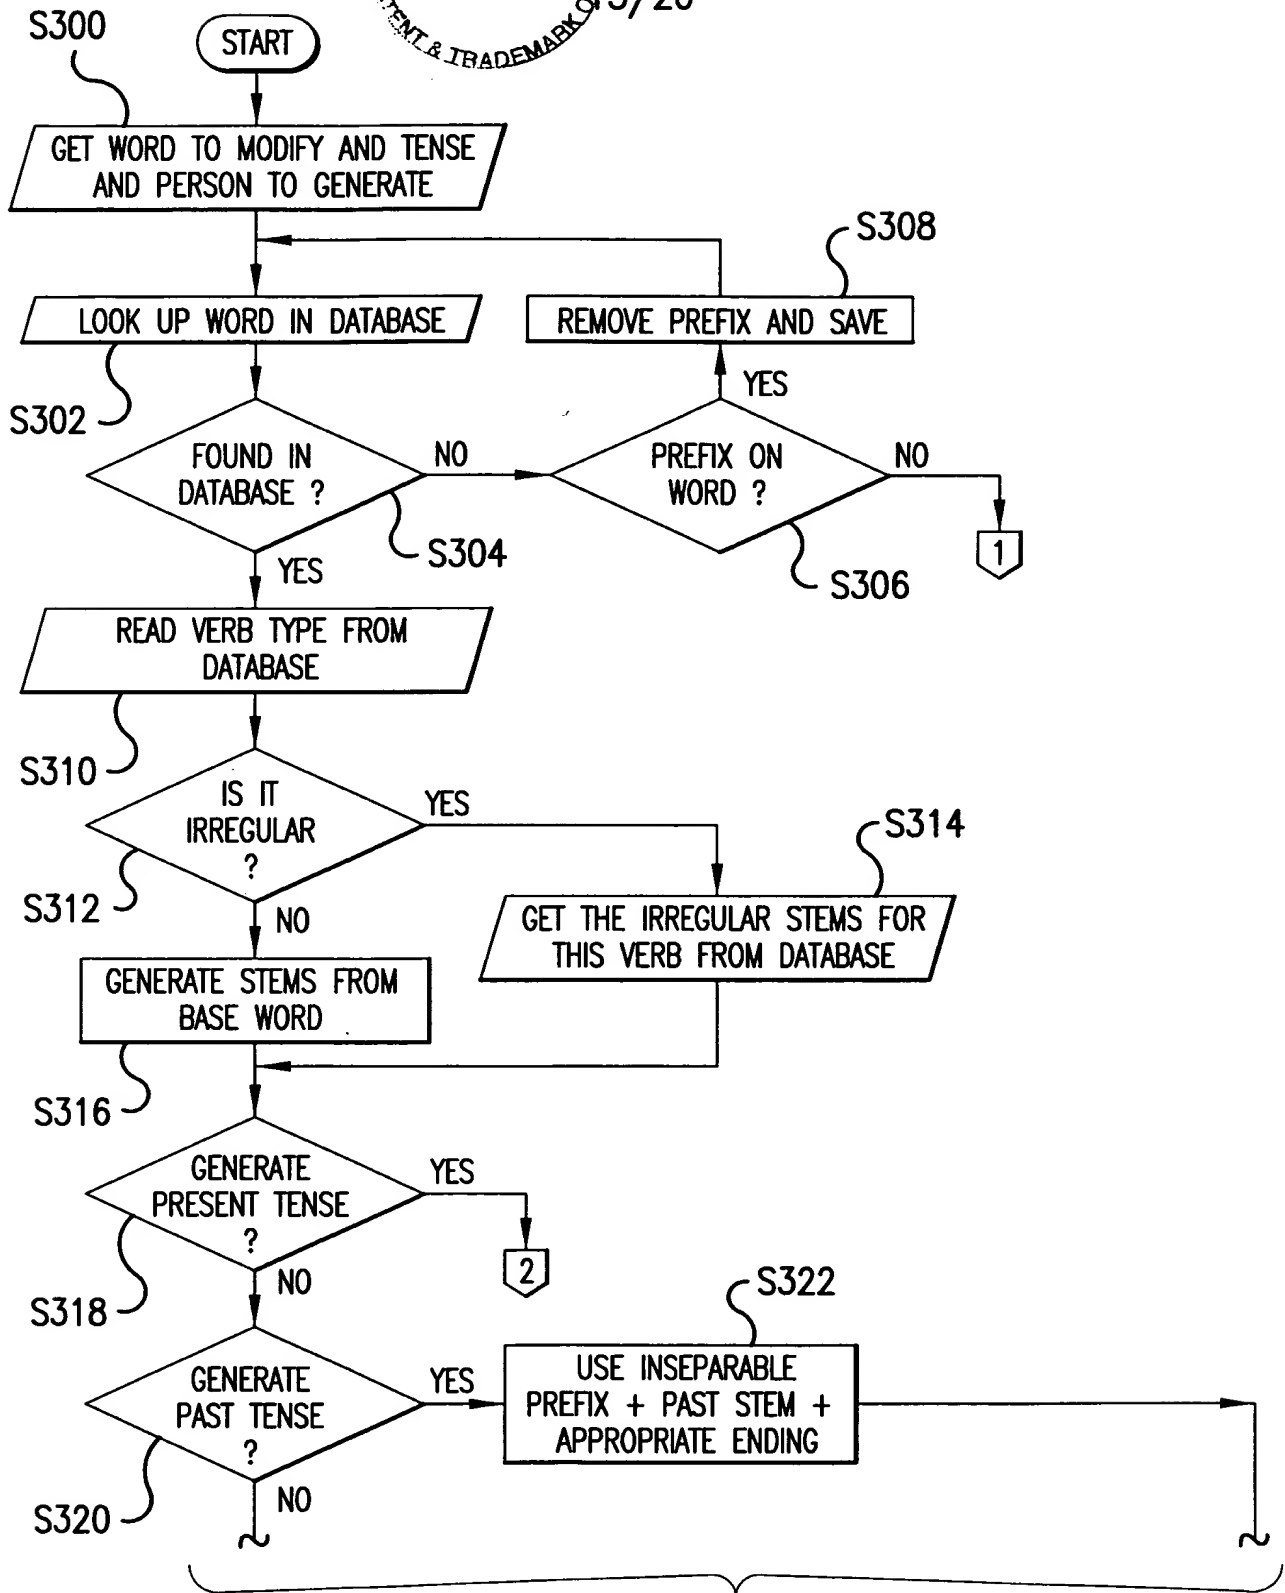 S300
START
TENT & TRADEMARK O
/20
GET WORD TO MODIFY AND TENSE
AND PERSON TO GENERATE
S308
LOOK UP WORD IN DATABASE
REMOVE PREFIX AND SAVE
S302
YES
FOUND IN
DATABASE ?
NO
PREFIX ON
WORD ?
NO
S304
1
YES
S306
READ VERB TYPE FROM
DATABASE
S310
IS IT
IRREGULAR
?
YES
S314
S312
NO
GET THE IRREGULAR STEMS FOR
THIS VERB FROM DATABASE
GENERATE STEMS FROM
BASE WORD
S316
GENERATE
PRESENT TENSE
?
YES
2
S318
NO
S322
GENERATE
PAST TENSE
?
YES
USE INSEPARABLE
PREFIX + PAST STEM +
APPROPRIATE ENDING
S320
NO